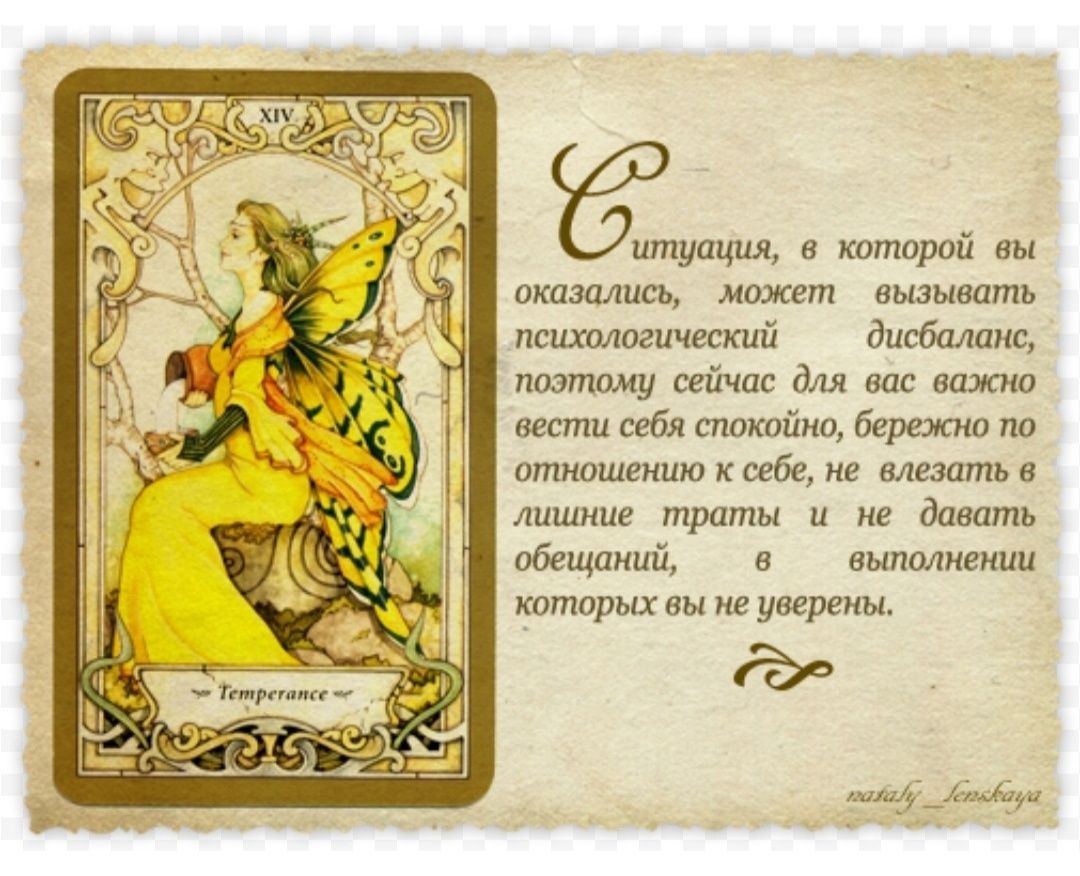 XIV
Temperance
Ситуация, в которой вы
оказались, может вызывать
психологический дисбаланс,
поэтому сейчас для вас важно
вести себя спокойно, бережно по
отношению к себе, не влезать в
лишние траты и не давать
обещаний, в выполнении
которых вы не уверены.
nataly_lenskaya